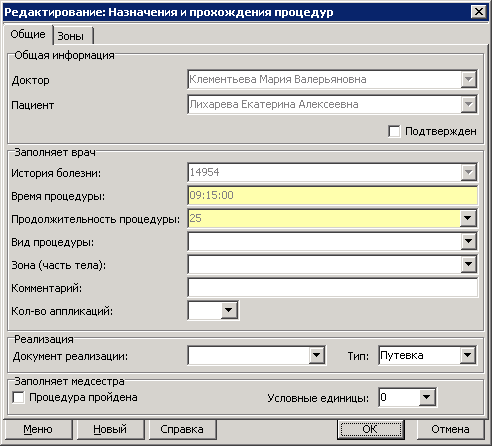 Редактирование: Назначения и прохождения процедур
Общие Зоны
Общая информация
Доктор Клементьева Мария Валерьяновна
Пациент Лихарева Екатерина Алексеевна
Подтвержден
Заполняет врач
История болезни: 14954
Время процедуры: 09:15:00
Продолжительность процедуры: 25
Вид процедуры:
Зона (часть тела):
Комментарий:
Кол-во аппликаций:
Реализация
Документ реализации: Тип: Путевка
Заполняет медсестра
Процедура пройдена Условные единицы: 0
Меню Новый Справка OK Отмена